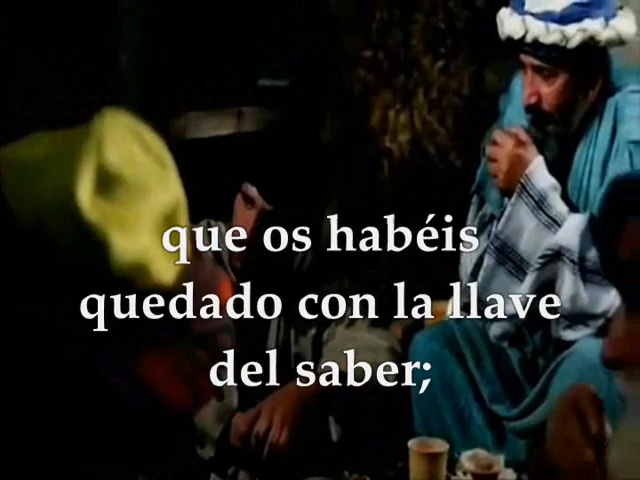 que os habéis
quedado con la llave
del saber;